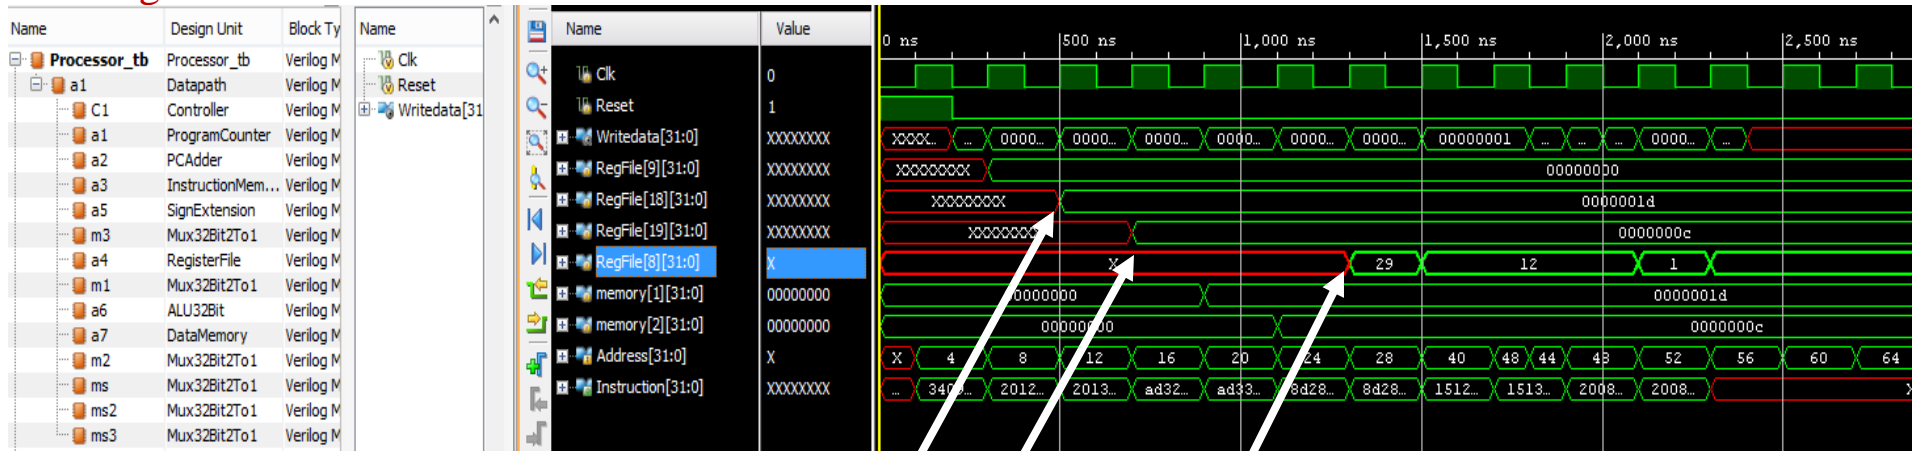 Name Design Unit Block Ty
Processor_tb Processor_tb Verilog M
a1 Datapath Verilog M
C1 Controller Verilog M
a1 ProgramCounter Verilog M
a2 PCAdder Verilog M
a3 InstructionMem... Verilog M
a5 SignExtension Verilog M
m3 Mux32Bit2To1 Verilog M
a4 RegisterFile Verilog M
m1 Mux32Bit2To1 Verilog M
a6 ALU32Bit Verilog M
a7 DataMemory Verilog M
m2 Mux32Bit2To1 Verilog M
ms Mux32Bit2To1 Verilog M
ms2 Mux32Bit2To1 Verilog M
ms3 Mux32Bit2To1 Verilog M
Name
Clk
Reset
Writedata[31
Name Value
0 ns 500 ns 1,000 ns 1,500 ns 2,000 ns 2,500 ns
Clk 0
Reset 1
Writedata[31:0] XXXXXXXX XXXX... ... 0000... 0000... 0000... 0000... 0000... 0000... 00000001 ... ... ... 0000... ...
RegFile[9][31:0] XXXXXXXX XXXXXXXX 00000000
RegFile[18][31:0] XXXXXXXX XXXXXXXX 0000001d
RegFile[19][31:0] XXXXXXXX 0000000c
RegFile[8][31:0] X X 29 12 1
memory[1][31:0] 00000000 00000000 0000001d
memory[2][31:0] 00000000 00000000 0000000c
Address[31:0] X X 4 8 12 16 20 24 28 40 48 44 48 52 56 60 64
Instruction[31:0] XXXXXXXX ... 2012... 2013... ad32... ad33... 8d28... 8d28... 1512... 1513... 2008... 2008... X